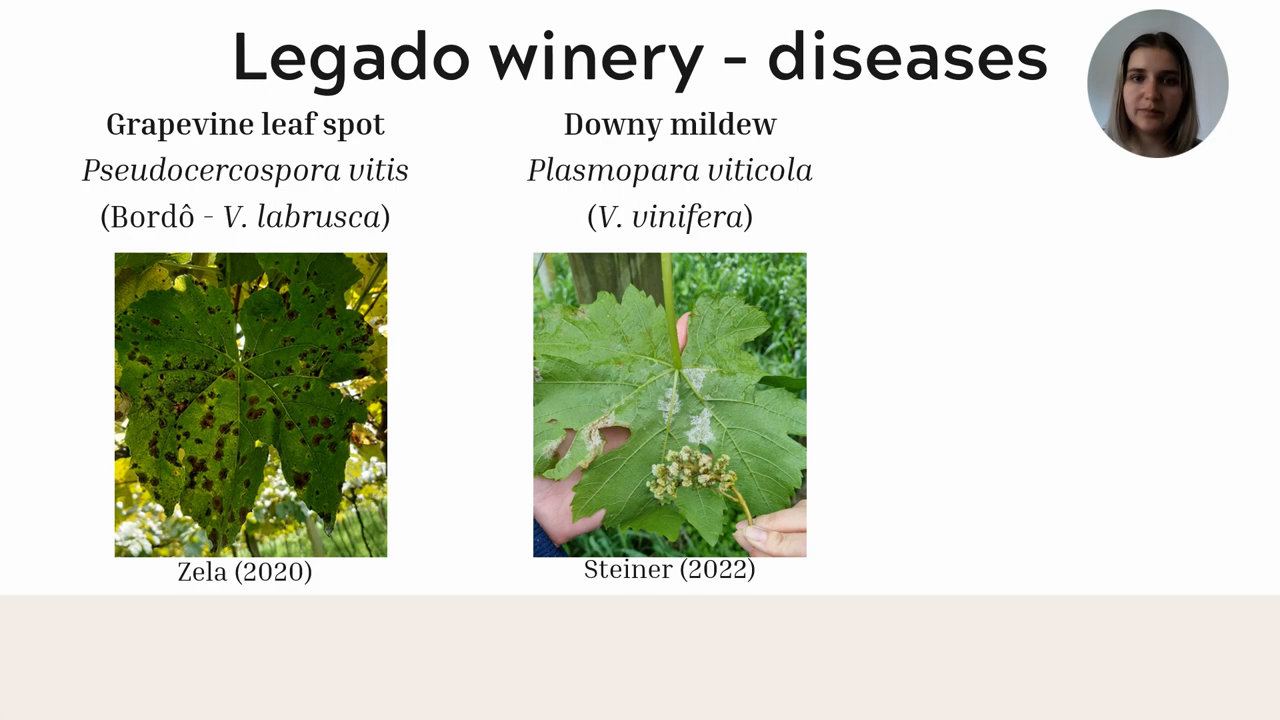 Legado winery - diseases
Grapevine leaf spot
Pseudocercospora vitis
(Bordô - V. labrusca)
Zela (2020)
Downy mildew
Plasmopara viticola
(V. vinifera)
Steiner (2022)